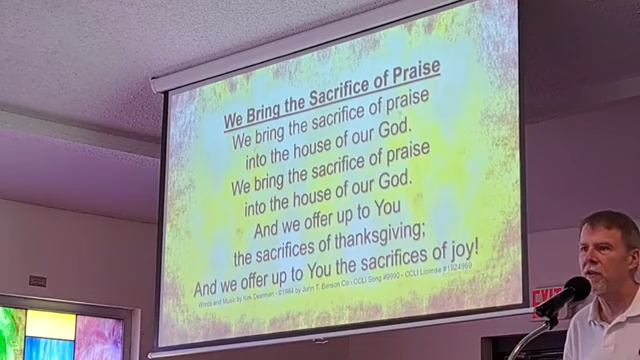 We Bring the Sacrifice of Praise
We bring the sacrifice of praise
into the house of our God.
We bring the sacrifice of praise
into the house of our God.
And we offer up to You
the sacrifices of thanksgiving;
And we offer up to You the sacrifices of joy!
Words and Music by Kirk Dearman - ©1984 by John T. Benson Co - CCLI Song #9990 - CCLI License #1924969
EXIT